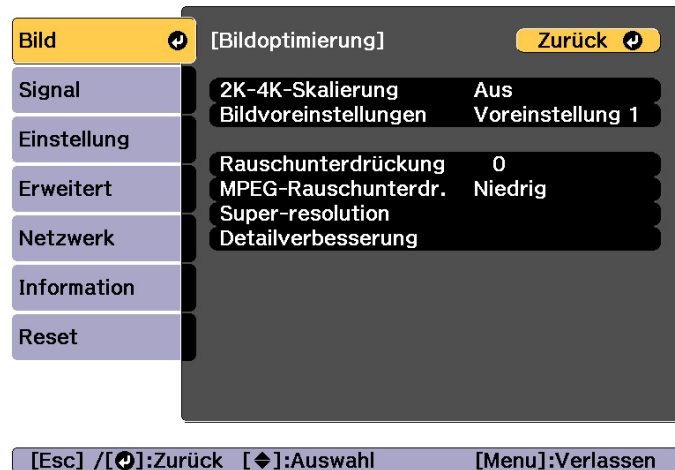 Bild
Signal
Einstellung
Erweitert
Netzwerk
Information
Reset
[Bildoptimierung] Zurück
2K-4K-Skalierung Aus
Bildvoreinstellungen Voreinstellung 1
Rauschunterdrückung 0
MPEG-Rauschunterdr. Niedrig
Super-resolution
Detailverbesserung
[Esc] /[⏎]:Zurück [◆]:Auswahl [Menu]:Verlassen